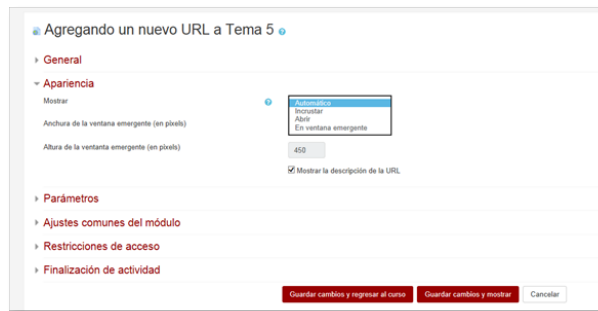 Agregando un nuevo URL a Tema 5
General
Apariencia
Mostrar
Automático
Incrustar
Abrir
En ventana emergente
Anchura de la ventana emergente (en pixels)
Altura de la ventanta emergente (en pixels)
450
Mostrar la descripción de la URL
Parámetros
Ajustes comunes del módulo
Restricciones de acceso
Finalización de actividad
Guardar cambios y regresar al curso Guardar cambios y mostrar Cancelar